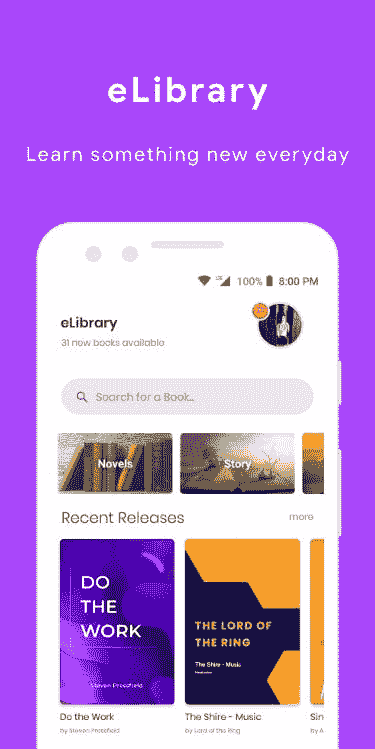 eLibrary
Learn something new everyday
100% 8:00 PM
eLibrary
31 new books available
Search for a Book..
Novels
Story
Recent Releases
more
DO
THE
WORK
Steven Pressfield
THE LORD OF
THE RING
The Shire - Music
Do the Work
by Steven Pressfield
The Shire - Music
by Lord of the Ring
Sin
by A